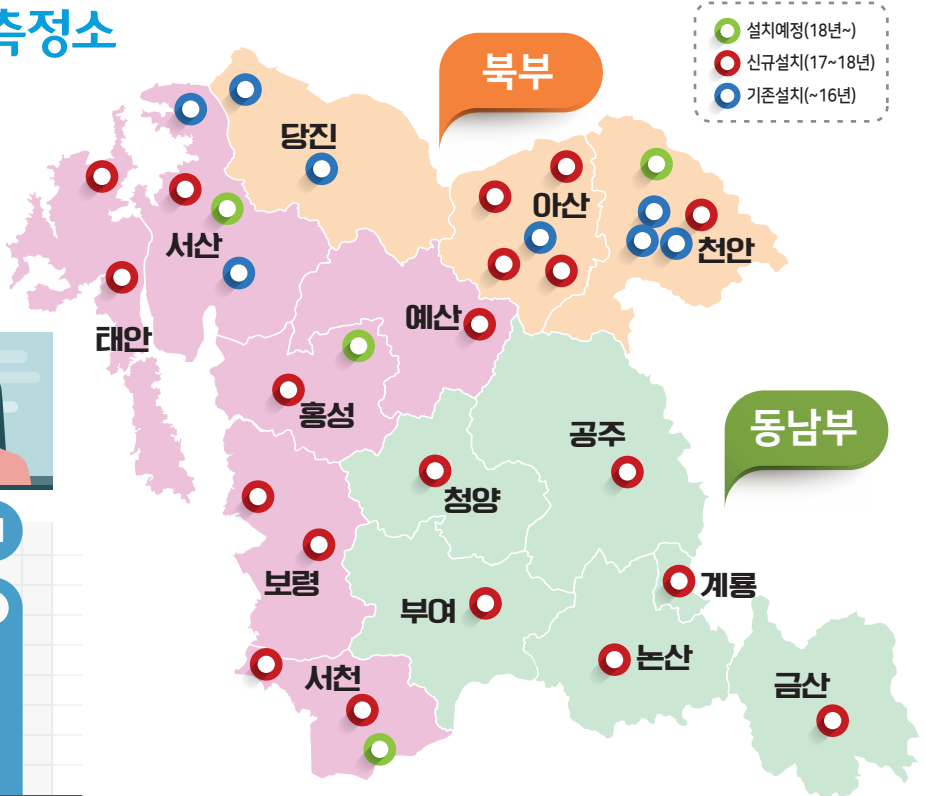 측정소
설치예정(18년~)
신규설치(17~18년)
기존설치(~16년)
북부
당진
아산
천안
서산
예산
태안
홍성
동남부
공주
청양
보령
부여
계룡
논산
서천
금산